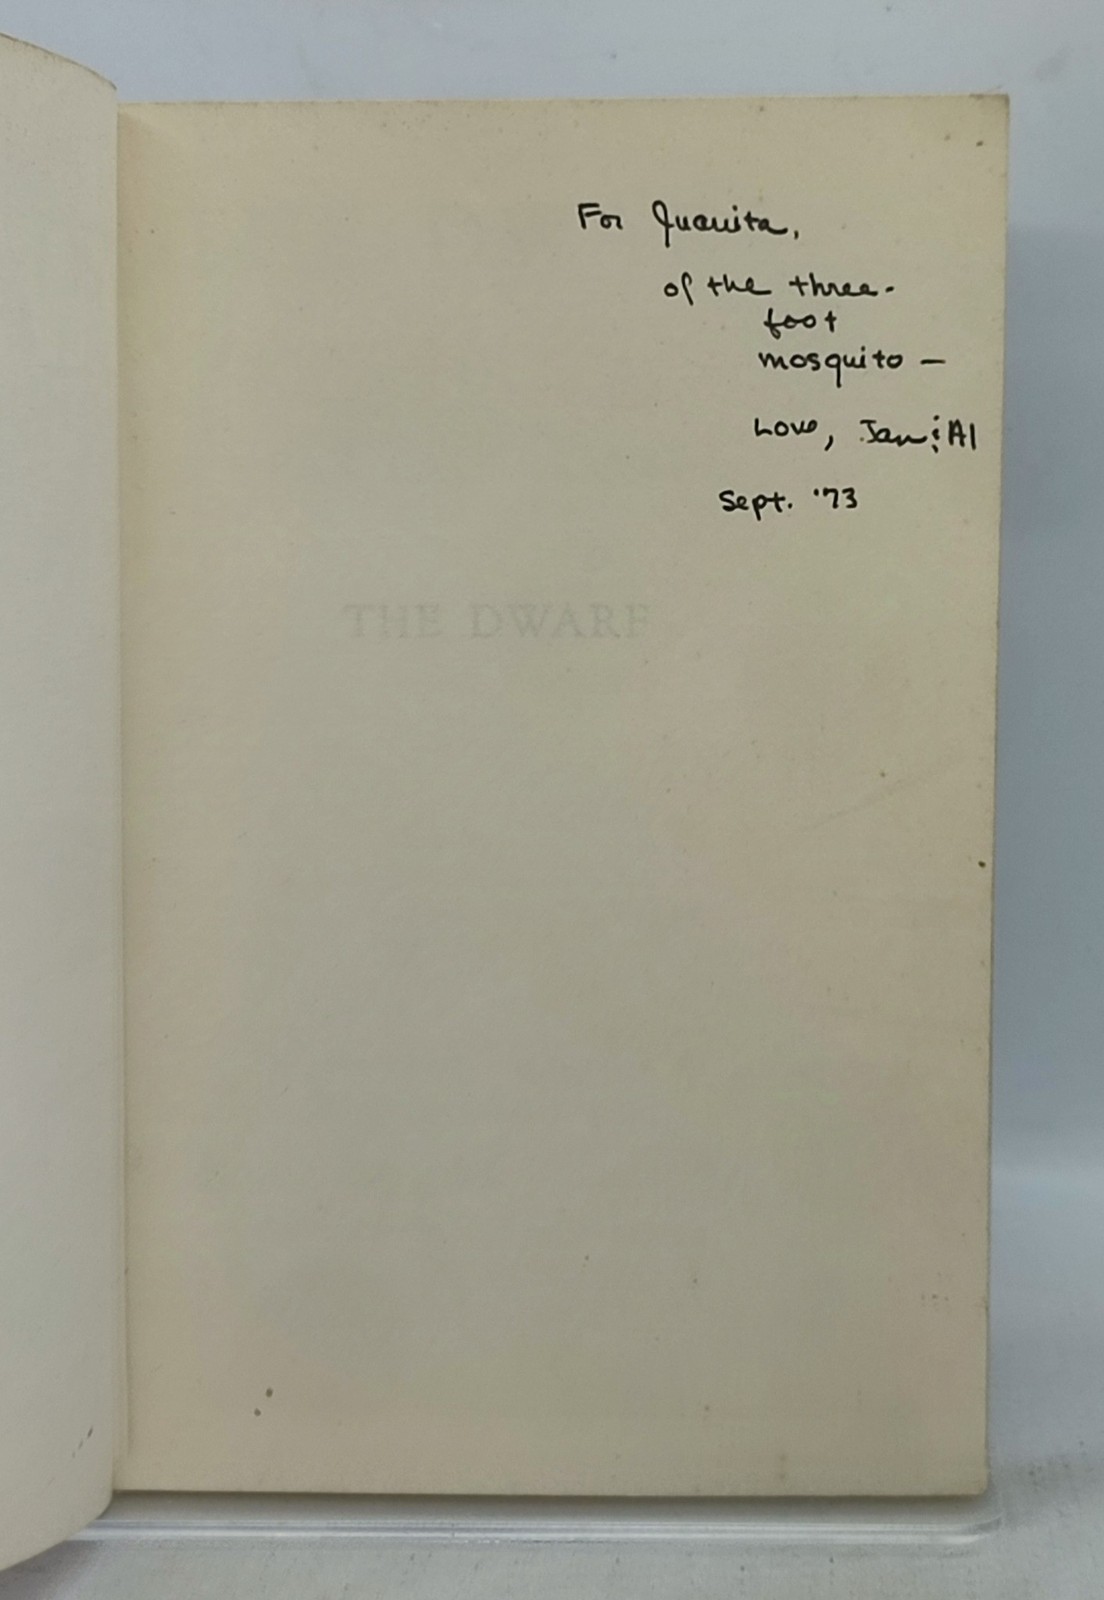 For Juanita,
of the three-
foot
mosquito —
Love, Jan & Al
Sept. '73
THE DWARF